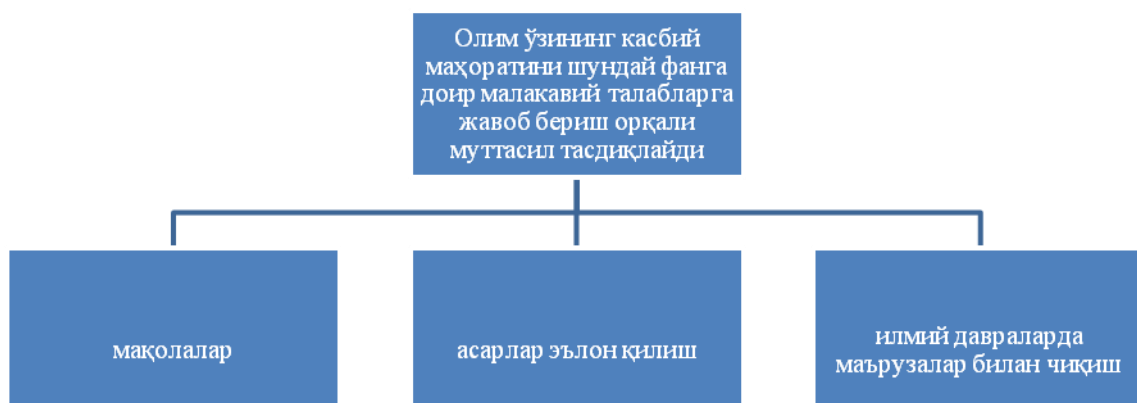 Олим ўзининг касбий
маҳоратини шундай фанга
доир малакавий талабларга
жавоб бериш орқали
муттасил тасдиқлайди
мақолалар
асарлар эълон қилиш
илмий давраларда
маърузалар билан чиқиш